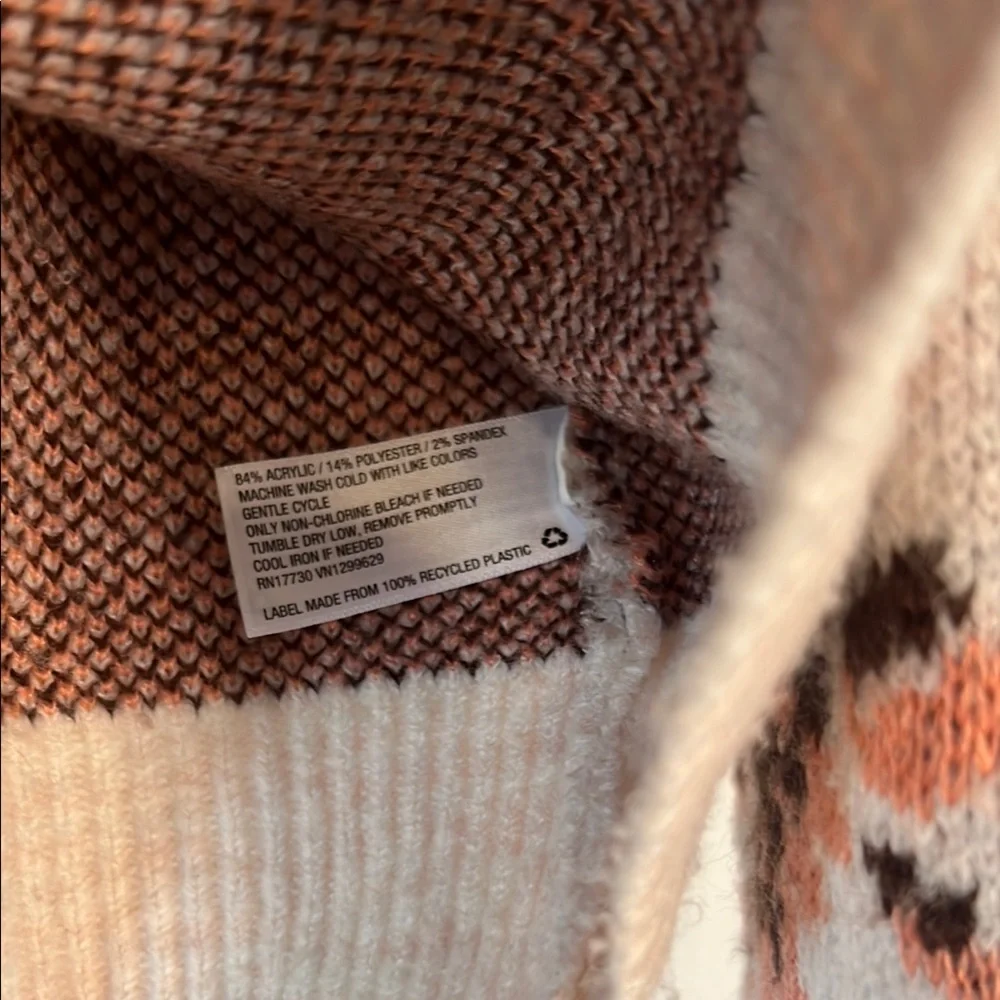 84% ACRYLIC / 14% POLYESTER / 2% SPANDEX
MACHINE WASH COLD WITH LIKE COLORS
GENTLE CYCLE
ONLY NON-CHLORINE BLEACH IF NEEDED
TUMBLE DRY LOW, REMOVE PROMPTLY
COOL IRON IF NEEDED
RN17730 VN1299629
LABEL MADE FROM 100% RECYCLED PLASTIC